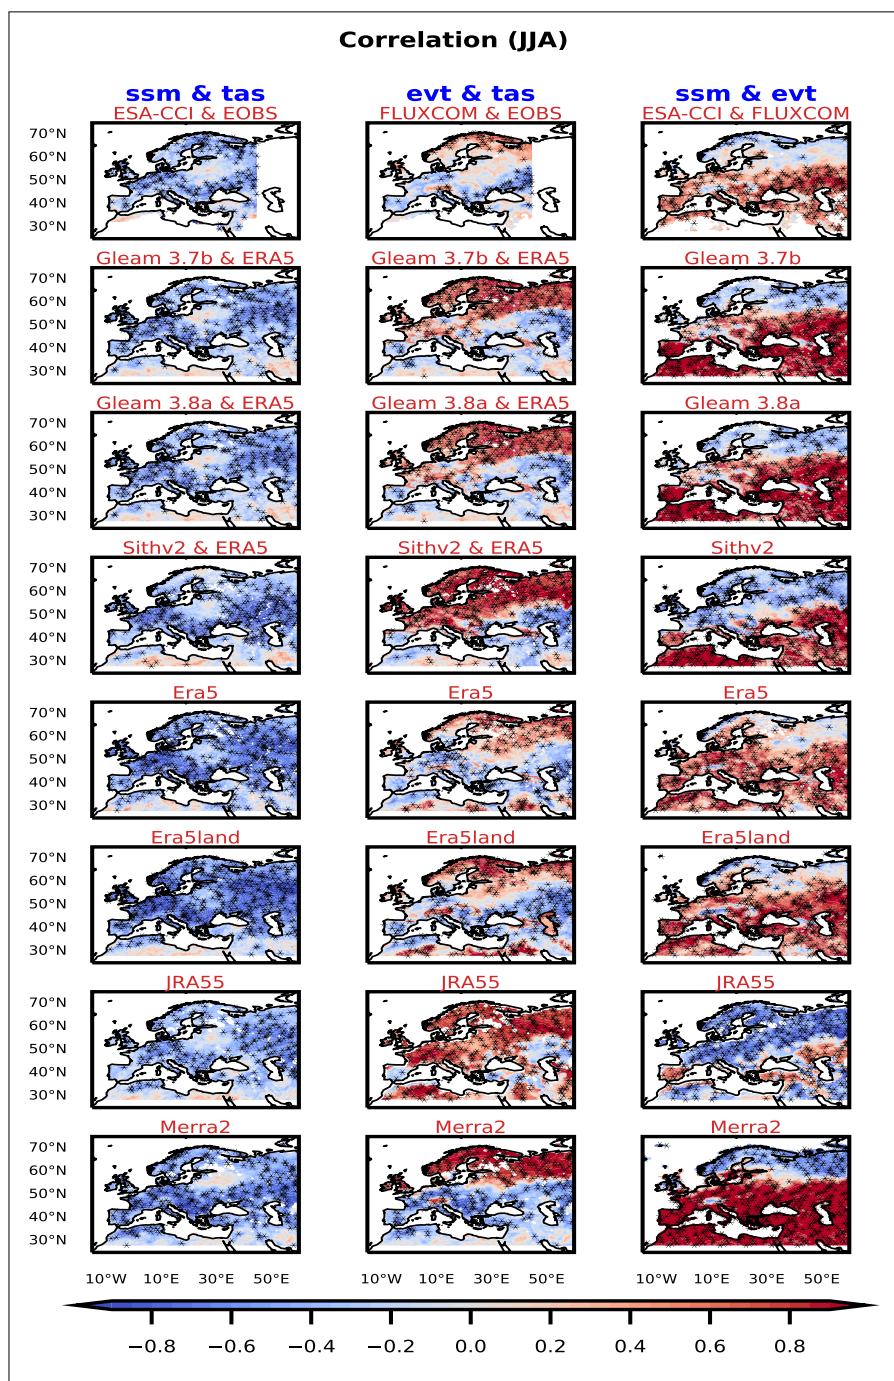 Correlation (JJA)
ssm & tas evt & tas ssm & evt
ESA-CCI & EOBS FLUXCOM & EOBS ESA-CCI & FLUXCOM
70°N
60°N
50°N
40°N
30°N
Gleam 3.7b & ERA5 Gleam 3.7b & ERA5 Gleam 3.7b
70°N
60°N
50°N
40°N
30°N
Gleam 3.8a & ERA5 Gleam 3.8a & ERA5 Gleam 3.8a
70°N
60°N
50°N
40°N
30°N
Sithv2 & ERA5 Sithv2 & ERA5 Sithv2
70°N
60°N
50°N
40°N
30°N
Era5 Era5 Era5
70°N
60°N
50°N
40°N
30°N
Era5land Era5land Era5land
70°N
60°N
50°N
40°N
30°N
JRA55 JRA55 JRA55
70°N
60°N
50°N
40°N
30°N
Merra2 Merra2 Merra2
70°N
60°N
50°N
40°N
30°N
10°W 10°E 30°E 50°E 10°W 10°E 30°E 50°E 10°W 10°E 30°E 50°E
−0.8 −0.6 −0.4 −0.2 0.0 0.2 0.4 0.6 0.8